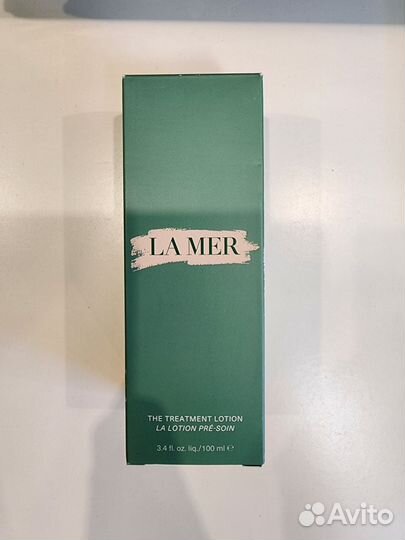 LA MER
THE TREATMENT LOTION
LA LOTION PRÉ-SOIN
3.4 fl. oz. liq./100 ml ℮
Avito